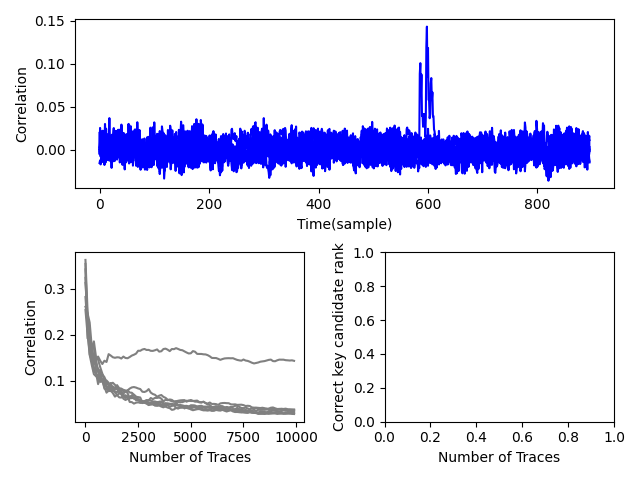 0.15
0.10
0.05
0.00
Correlation
0 200 400 600 800
Time(sample)
0.3
0.2
0.1
Correlation
0 2500 5000 7500 10000
Number of Traces
1.0
0.8
0.6
0.4
0.2
0.0
Correct key candidate rank
0.0 0.2 0.4 0.6 0.8 1.0
Number of Traces